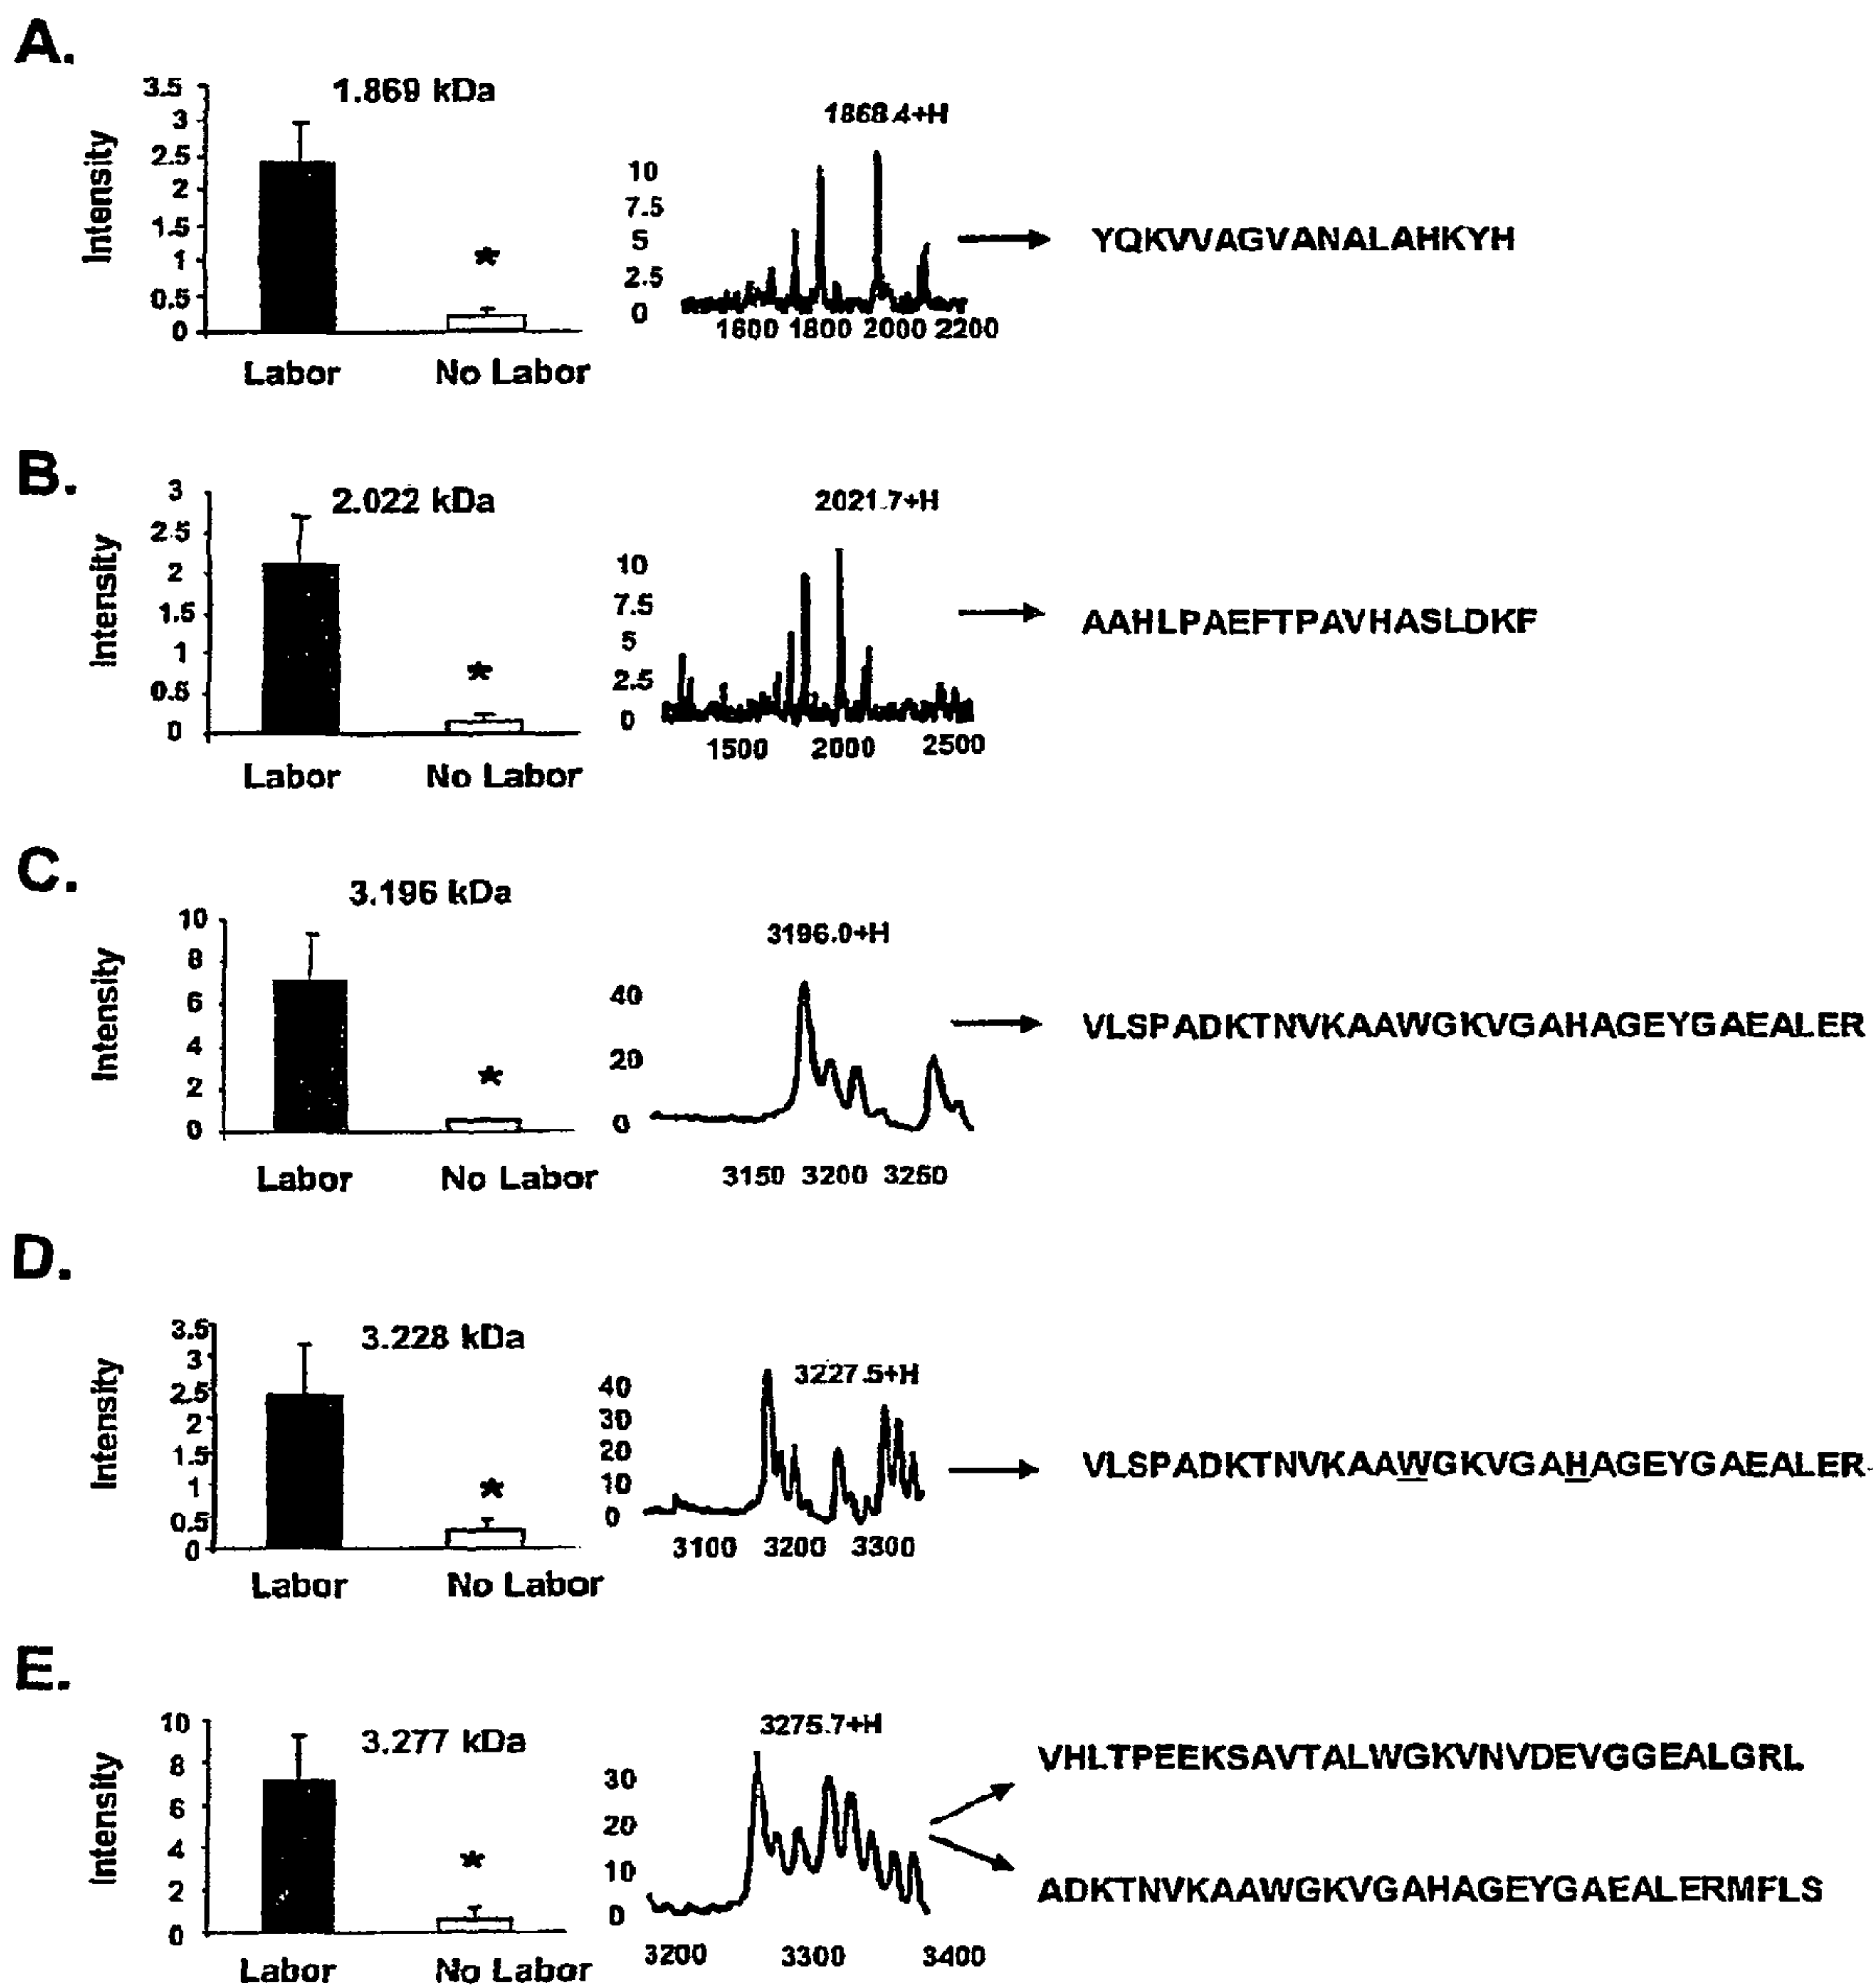 A.
1.869 kDa
Intensity
3.5
3
2.5
2
1.5
1
0.5
0
*
Labor
No Labor
1868.4+H
10
7.5
5
2.5
0
1600 1800 2000 2200
YQKVVAGVANALAHKYH
B.
2.022 kDa
Intensity
3
2.5
2
1.5
1
0.5
0
*
Labor
No Labor
2021.7+H
10
7.5
5
2.5
0
1500 2000 2500
AAHLPAEFTPAVHASLDKF
C.
3.196 kDa
Intensity
10
8
6
4
2
0
*
Labor
No Labor
3196.0+H
40
20
0
3150 3200 3250
VLSPADKTNVKAAWGKVGAHAGEYGAEALER
D.
3.228 kDa
Intensity
3.5
3
2.5
2
1.5
1
0.5
0
*
Labor
No Labor
3227.5+H
40
30
20
10
0
3100 3200 3300
VLSPADKTNVKAAWGKVGAHAGEYGAEALER
E.
3.277 kDa
Intensity
10
8
6
4
2
0
*
Labor
No Labor
3275.7+H
30
20
10
0
3200 3300 3400
VHLTPEEKSAVTALWGKVNVDEVGGEALGRL
ADKTNVKAAWGKVGAHAGEYGAEALERMFLS